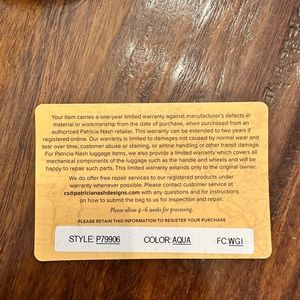 Your item carries a one-year limited warranty against manufacturer's defects in
material or workmanship from the date of purchase, when purchased from an
authorized Patricia Nash retailer. This warranty can be extended to two years if
registered online. Our warranty is limited to damages not caused by normal wear and
tear over time, customer abuse or staining, or airline handling or other transit damage.
For Patricia Nash luggage items, we also provide a limited warranty which covers all
mechanical components of the luggage such as the handle and wheels and will be
happy to repair such parts. This limited warranty extends only to the original owner.
We do offer free repair services to our registered products under
warranty whenever possible. Please contact customer service at
cs@patricianashdesigns.com with any questions and for instructions
on how to submit the bag to us for inspection and repair.
Please allow 4–6 weeks for processing.
PLEASE RETAIN THIS INFORMATION TO REGISTER YOUR PURCHASE
STYLE: P79906 COLOR: AQUA FC: WGI